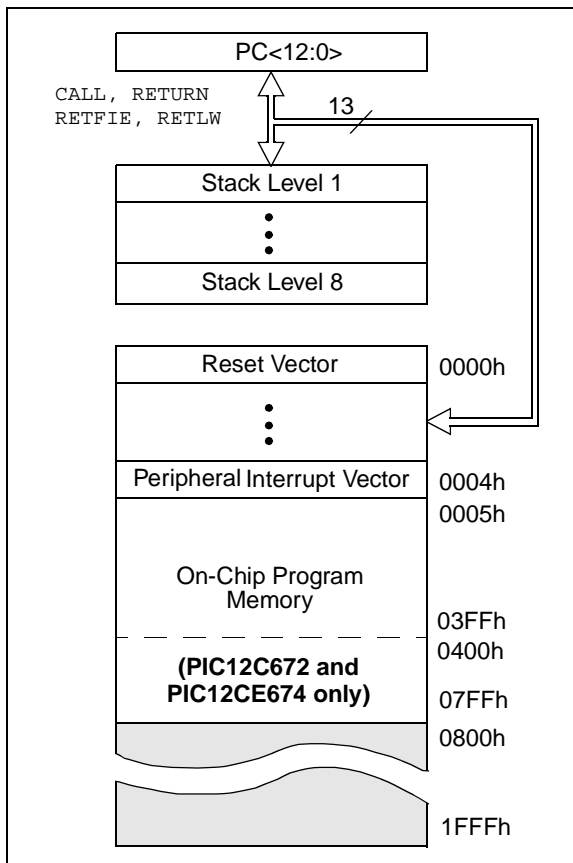 PC<12:0>
CALL, RETURN
RETFIE, RETLW
13
Stack Level 1
Stack Level 8
Reset Vector
0000h
Peripheral Interrupt Vector
0004h
0005h
On-Chip Program
Memory
03FFh
0400h
(PIC12C672 and
PIC12CE674 only)
07FFh
0800h
1FFFh